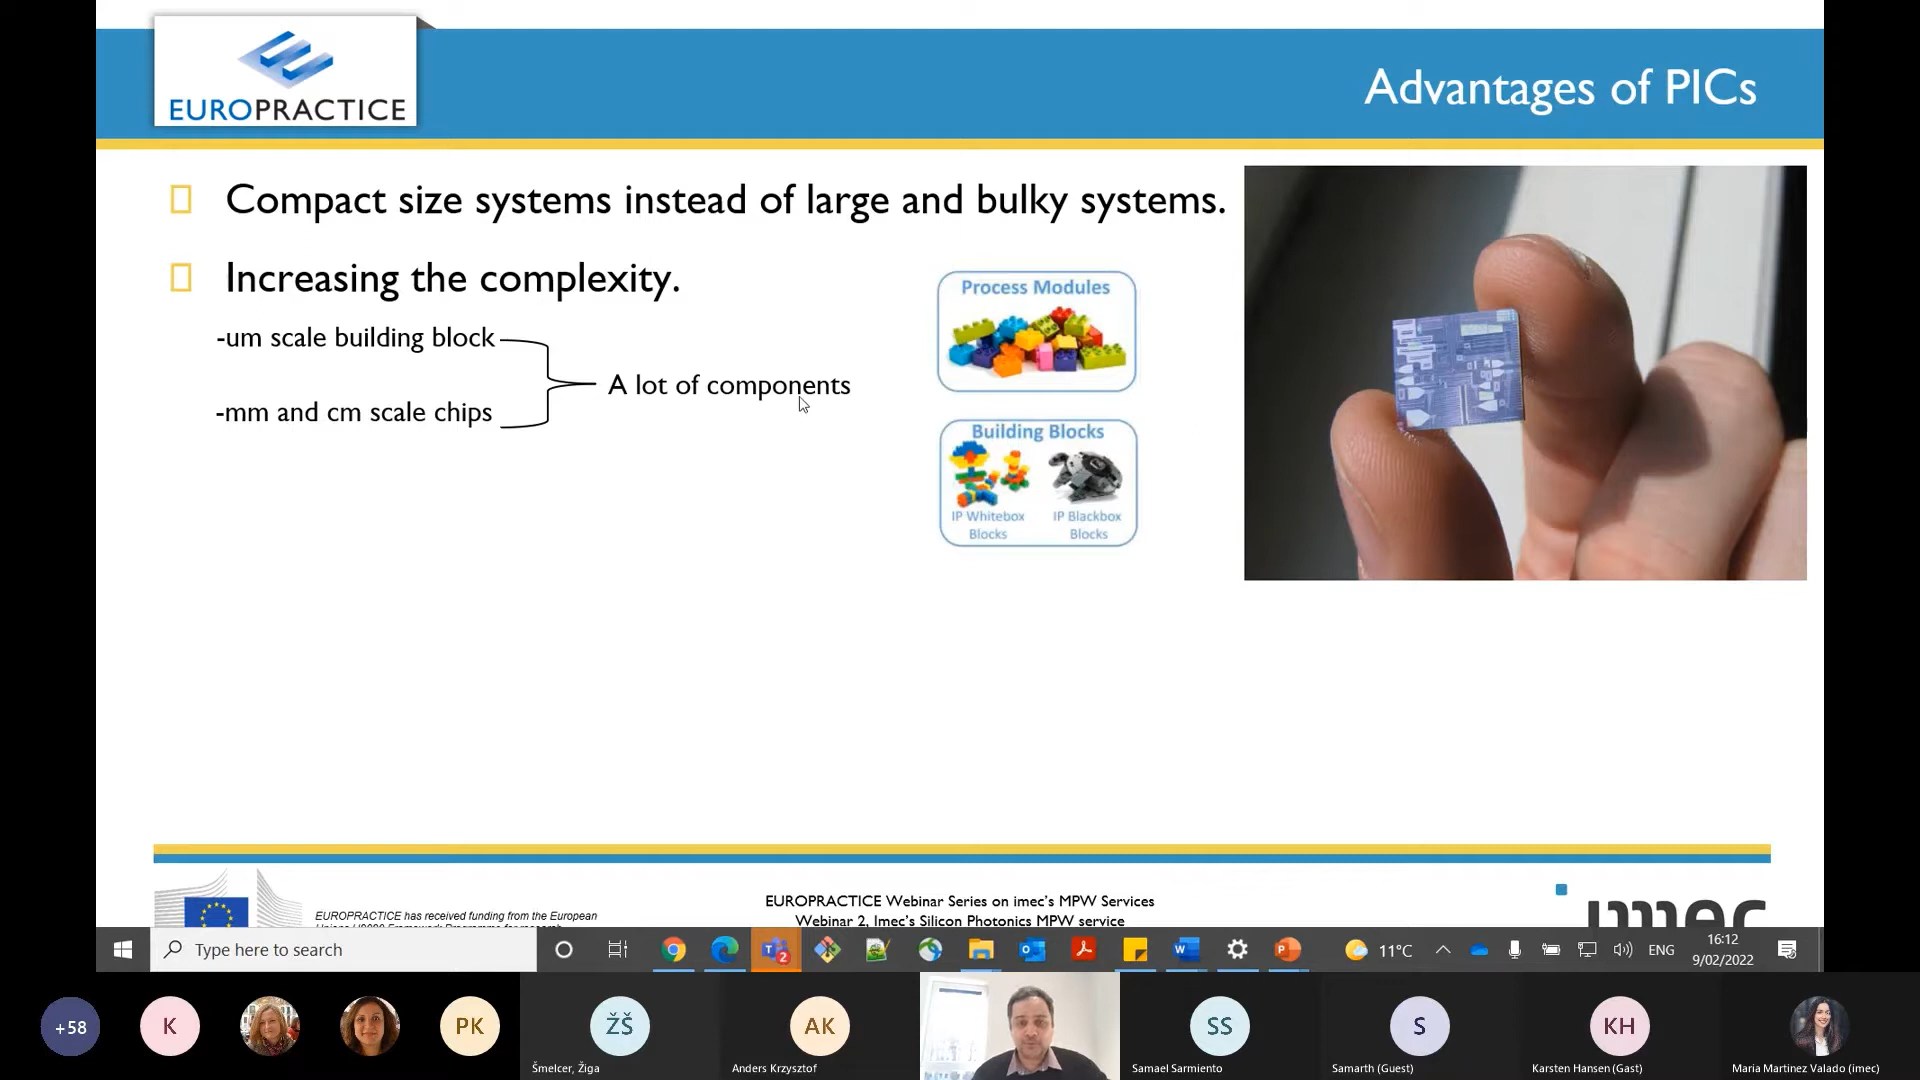 EUROPRACTICE
Advantages of PICs
Compact size systems instead of large and bulky systems.
Increasing the complexity.
-um scale building block
-mm and cm scale chips
A lot of components
Process Modules
Building Blocks
IP Whitebox
Blocks
IP Blackbox
Blocks
EUROPRACTICE has received funding from the European
EUROPRACTICE Webinar Series on imec's MPW Services
Webinar 2, Imec's Silicon Photonics MPW service
imec
Type here to search
2
11°C
ENG
16:12
9/02/2022
+58
K
PK
ŽŠ
Šmelcer, Žiga
AK
Anders Krzysztof
SS
Samael Sarmiento
S
Samarth (Guest)
KH
Karsten Hansen (Gast)
Maria Martinez Valado (imec)